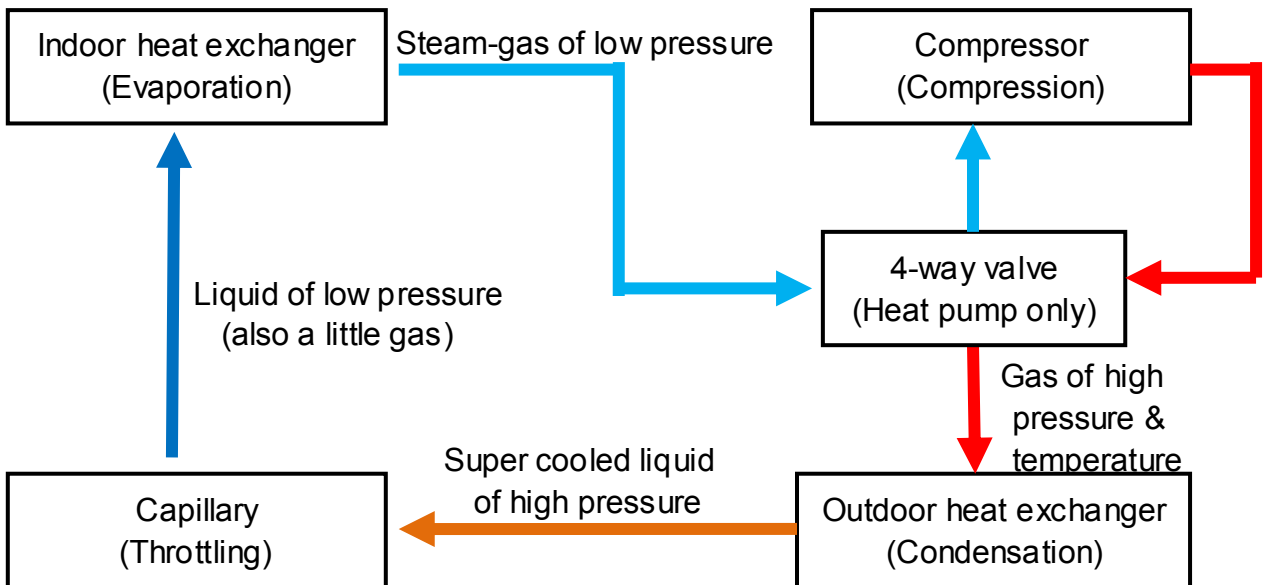 Indoor heat exchanger
(Evaporation)
Steam-gas of low pressure
Compressor
(Compression)
4-way valve
(Heat pump only)
Liquid of low pressure
(also a little gas)
Gas of high
pressure &
temperature
Super cooled liquid
of high pressure
Capillary
(Throttling)
Outdoor heat exchanger
(Condensation)